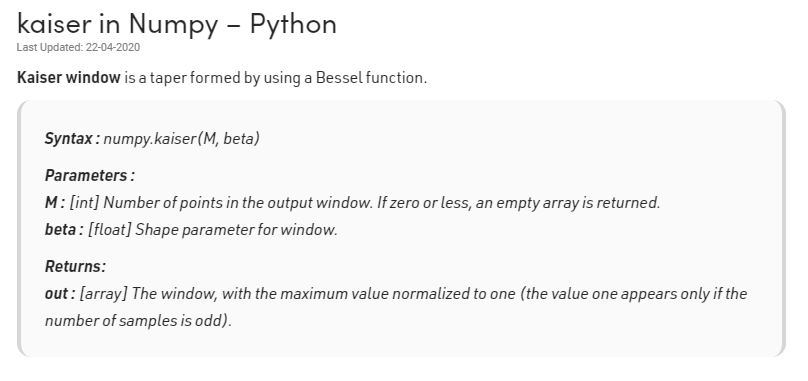 kaiser in Numpy – Python
Last Updated: 22-04-2020
Kaiser window is a taper formed by using a Bessel function.
Syntax : numpy.kaiser(M, beta)
Parameters :
M : [int] Number of points in the output window. If zero or less, an empty array is returned.
beta : [float] Shape parameter for window.
Returns:
out : [array] The window, with the maximum value normalized to one (the value one appears only if the
number of samples is odd).